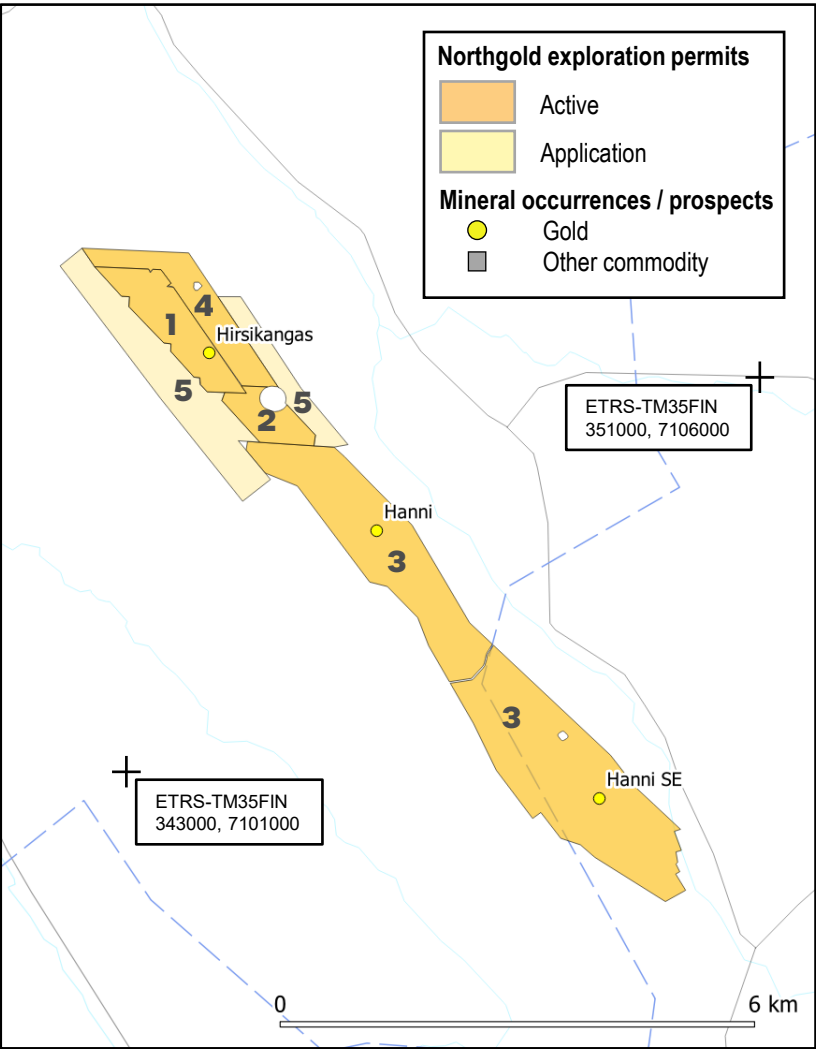 Northgold exploration permits
Active
Application
Mineral occurrences / prospects
Gold
Other commodity
4
1
Hirsikangas
5
5
2
ETRS-TM35FIN
351000, 7106000
Hanni
3
3
Hanni SE
ETRS-TM35FIN
343000, 7101000
0
6 km